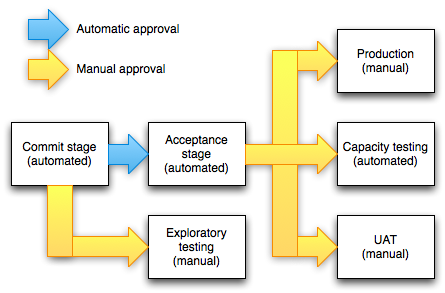 Automatic approval
Manual approval
Production
(manual)
Commit stage
(automated)
Acceptance
stage
(automated)
Capacity testing
(automated)
Exploratory
testing
(manual)
UAT
(manual)